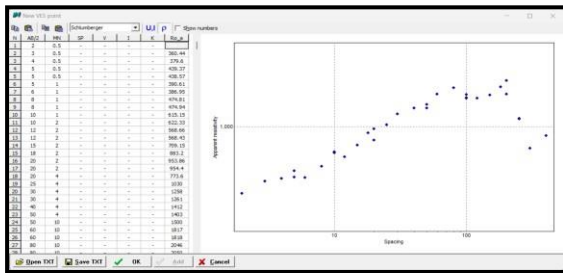 New VES point
Schlumberger U,I ρ Show numbers
N AB/2 MN SP V I K Ro_a
1 2 0.5 - - - -
2 3 0.5 - - - - 360.44
3 4 0.5 - - - - 379.6
4 5 0.5 - - - - 439.37
5 5 0.5 - - - - 438.57
6 5 1 - - - - 390.61
7 6 1 - - - - 386.95
8 8 1 - - - - 474.81
9 8 1 - - - - 474.94
10 10 1 - - - - 615.15
11 10 2 - - - - 622.33
12 12 2 - - - - 568.66
13 12 2 - - - - 568.43
14 15 2 - - - - 709.15
15 18 2 - - - - 863.2
16 20 2 - - - - 953.86
17 20 2 - - - - 954.4
18 20 4 - - - - 773.6
19 25 4 - - - - 1030
20 30 4 - - - - 1258
21 30 4 - - - - 1261
22 40 4 - - - - 1412
23 50 4 - - - - 1463
24 50 10 - - - - 1500
25 60 10 - - - - 1817
26 60 10 - - - - 1818
27 80 10 - - - - 2046
Apparent resistivity
1,000
10 100
Spacing
Open TXT Save TXT OK Add Cancel